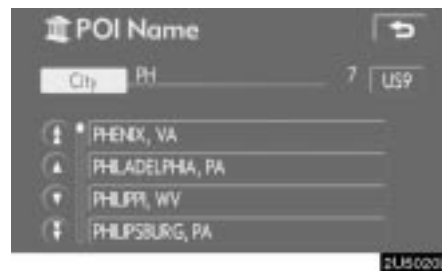 POI Name
City PH 7 US9
PHENIX, VA
PHILADELPHIA, PA
PHILIPPI, WV
PHILIPSBURG, PA
2U5020